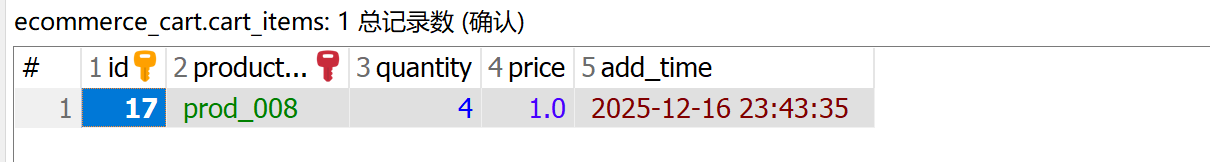 ecommerce_cart.cart_items: 1 总记录数 (确认)
# 1 id 2 product... 3 quantity 4 price 5 add_time
1 17 prod_008 4 1.0 2025-12-16 23:43:35